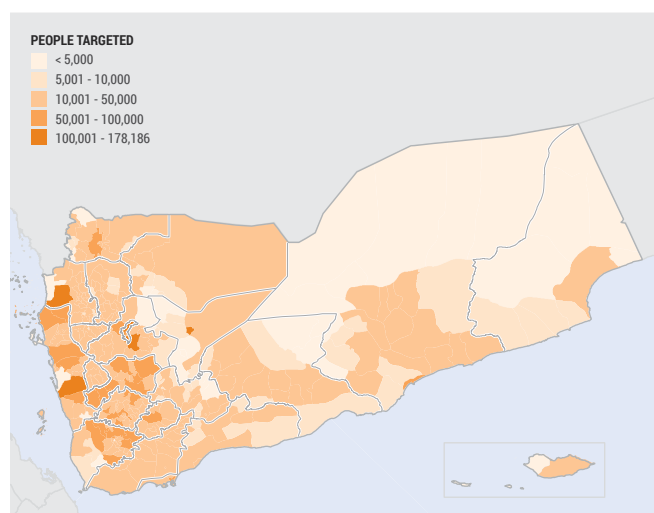 PEOPLE TARGETED
< 5,000
5,001 - 10,000
10,001 - 50,000
50,001 - 100,000
100,001 - 178,186